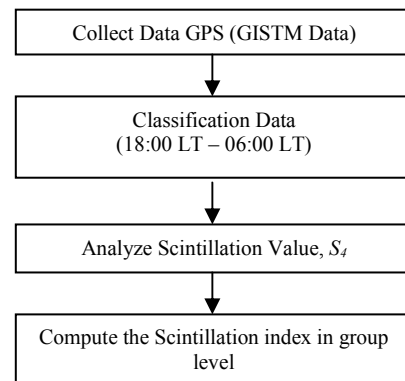 Collect Data GPS (GISTM Data)
Classification Data
(18:00 LT – 06:00 LT)
Analyze Scintillation Value, S₄
Compute the Scintillation index in group
level